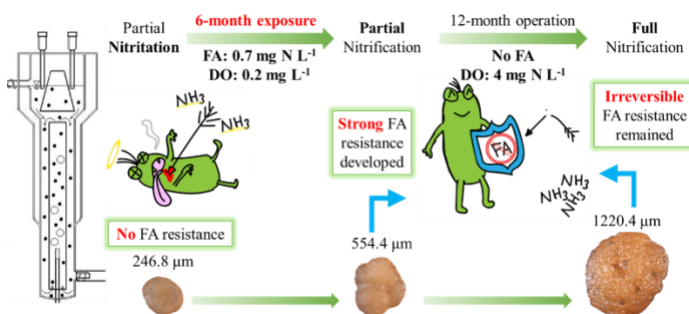 Partial
Nitritation
6-month exposure
FA: 0.7 mg N L-1
DO: 0.2 mg L-1
Partial
Nitrification
12-month operation
No FA
DO: 4 mg N L-1
Full
Nitrification
NH3
NH3
Strong FA
resistance
developed
FA
NH3
NH3
NH3
Irreversible
FA resistance
remained
No FA resistance
246.8 μm
554.4 μm
1220.4 μm